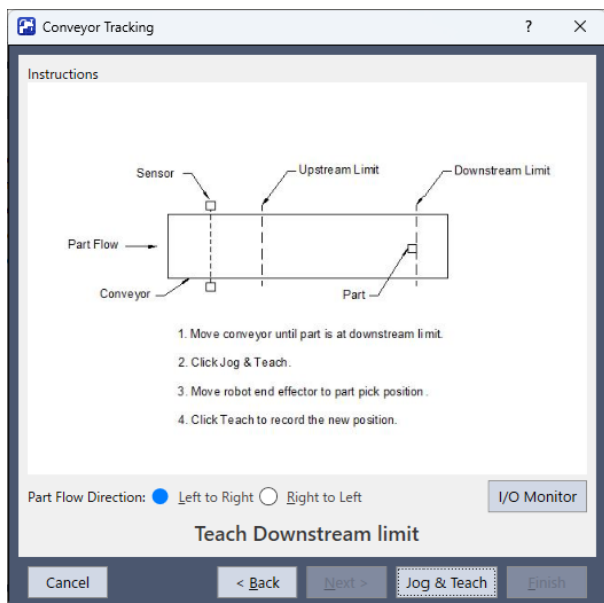 Conveyor Tracking
Instructions
Sensor
Upstream Limit
Downstream Limit
Part Flow
Conveyor
Part
1. Move conveyor until part is at downstream limit.
2. Click Jog & Teach.
3. Move robot end effector to part pick position .
4. Click Teach to record the new position.
Part Flow Direction: Left to Right Right to Left I/O Monitor
Teach Downstream limit
Cancel < Back Next > Jog & Teach Finish